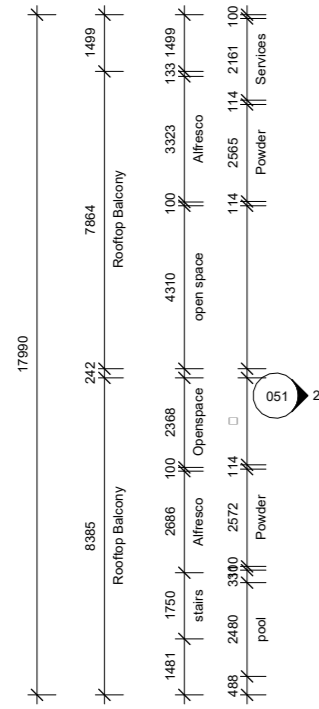 17990
1499
7864
Rooftop Balcony
242
8385
Rooftop Balcony
1499
133
3323
Alfresco
100
4310
open space
2368
Openspace
100
2686
Alfresco
1750
stairs
1481
100
2161
Services
114
2565
Powder
114
051
2
114
2572
Powder
2480
pool
488